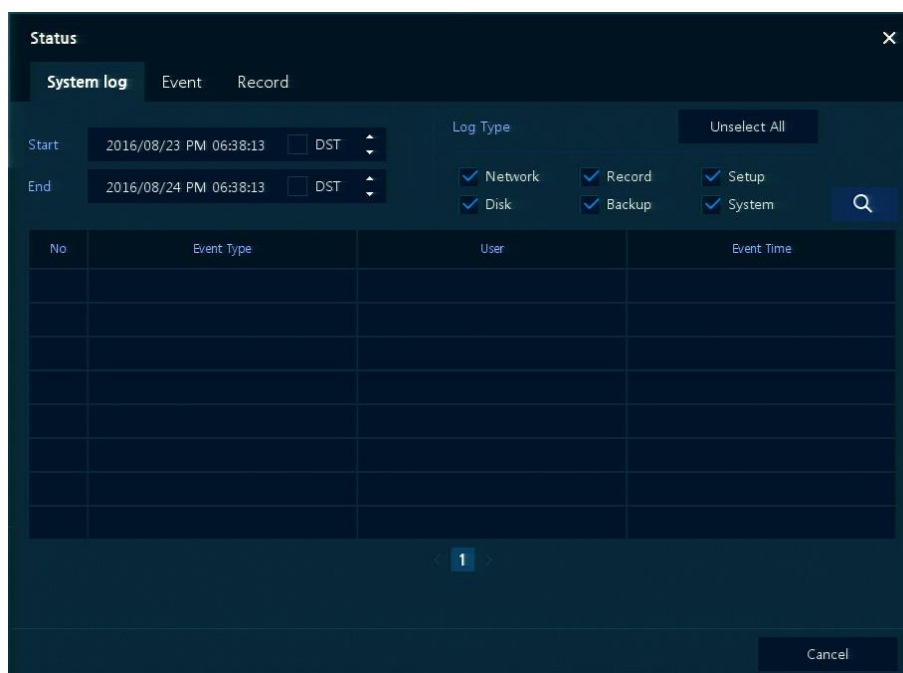 Status
System log Event Record
Start 2016/08/23 PM 06:38:13 DST
End 2016/08/24 PM 06:38:13 DST
Log Type Unselect All
Network Record Setup
Disk Backup System
No Event Type User Event Time
1
Cancel